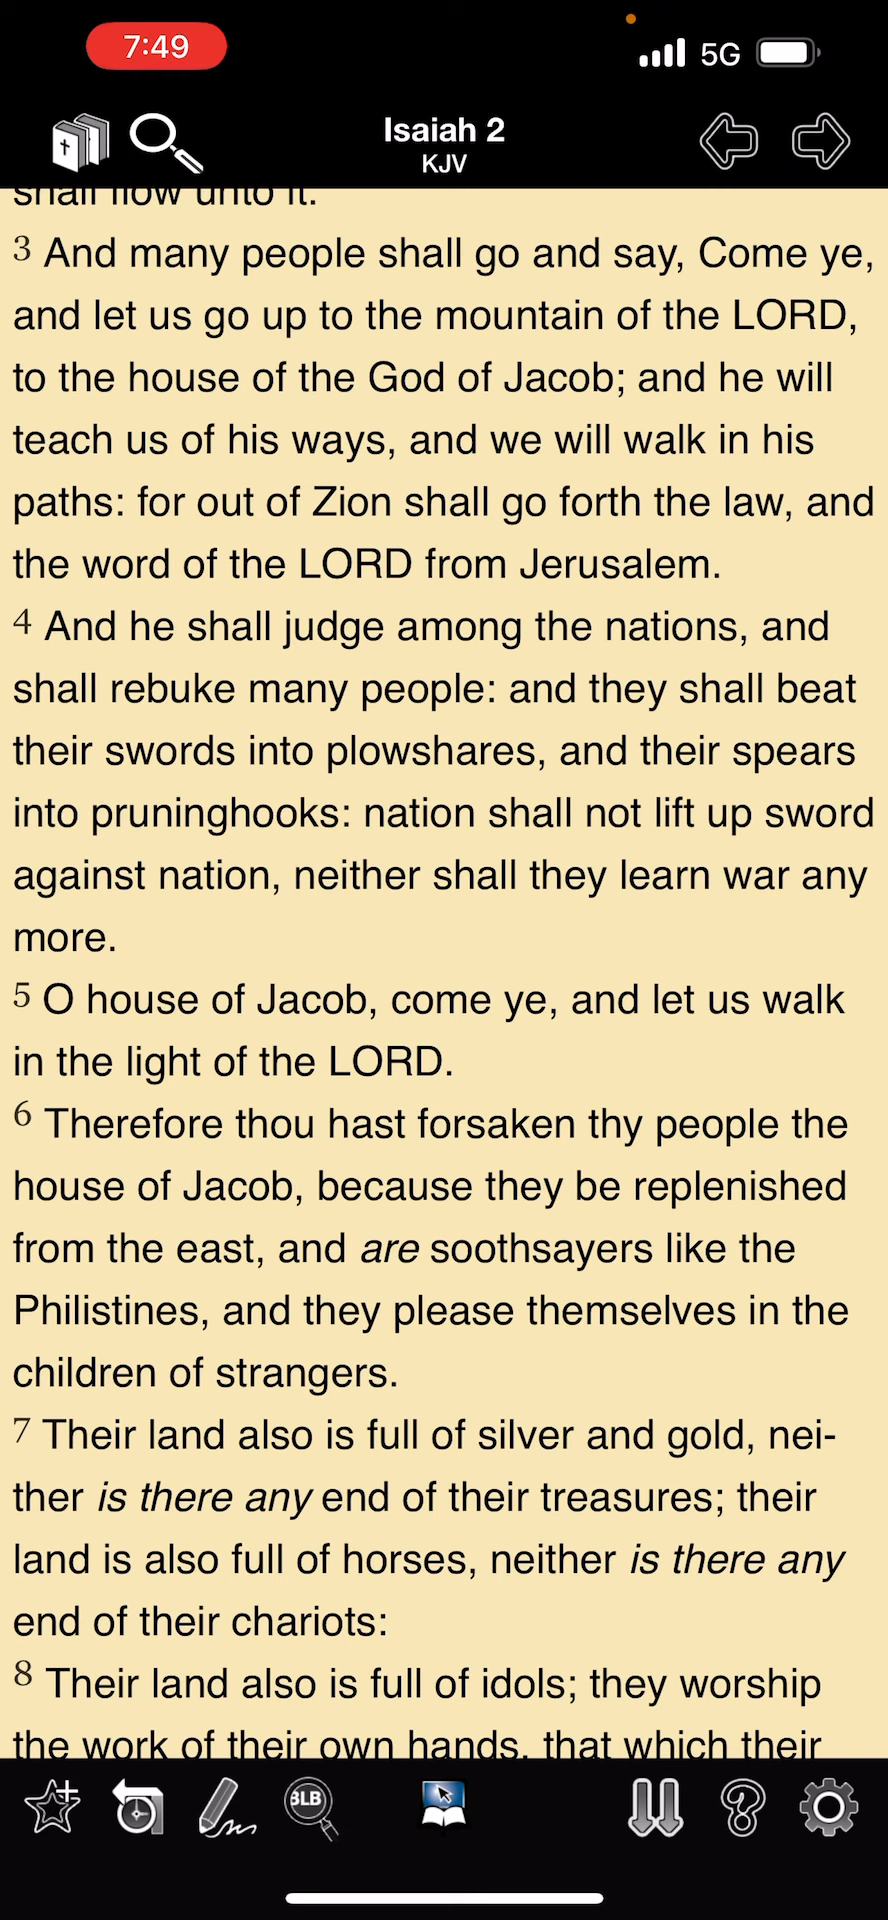 7:49
5G
Isaiah 2
KJV
shall flow unto it.
3 And many people shall go and say, Come ye,
and let us go up to the mountain of the LORD,
to the house of the God of Jacob; and he will
teach us of his ways, and we will walk in his
paths: for out of Zion shall go forth the law, and
the word of the LORD from Jerusalem.
4 And he shall judge among the nations, and
shall rebuke many people: and they shall beat
their swords into plowshares, and their spears
into pruninghooks: nation shall not lift up sword
against nation, neither shall they learn war any
more.
5 O house of Jacob, come ye, and let us walk
in the light of the LORD.
6 Therefore thou hast forsaken thy people the
house of Jacob, because they be replenished
from the east, and are soothsayers like the
Philistines, and they please themselves in the
children of strangers.
7 Their land also is full of silver and gold, nei-
ther is there any end of their treasures; their
land is also full of horses, neither is there any
end of their chariots:
8 Their land also is full of idols; they worship
the work of their own hands, that which their
BLB